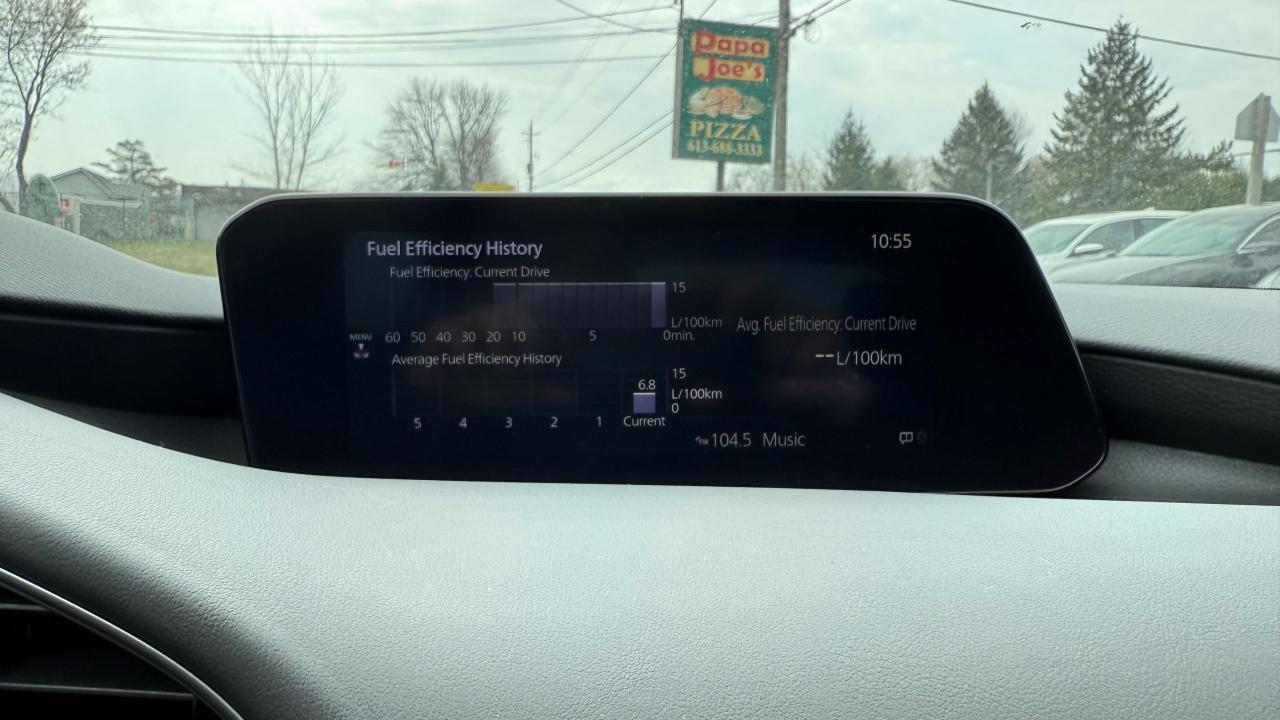 Papa
Joe's
PIZZA
613-688-3333
Fuel Efficiency History
10:55
Fuel Efficiency: Current Drive
15
L/100km
60 50 40 30 20 10 5 0min.
Avg. Fuel Efficiency: Current Drive
--L/100km
MENU
Average Fuel Efficiency History
15
6.8
L/100km
0
5 4 3 2 1 Current
FM 104.5 Music
0